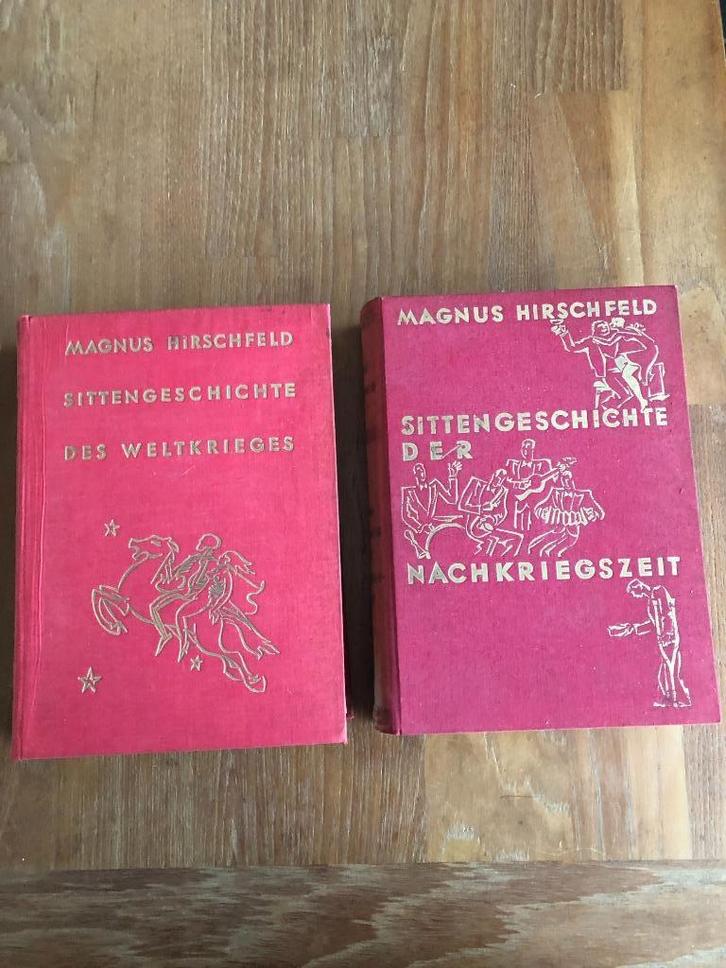 MAGNUS HiRSCHFELD
SITTENGESCHICHTE
DES WELTKRIEGES
MAGNUS HIRSCHFELD
SITTENGESCHICHTE
DER
NACHKRIEGSZEIT